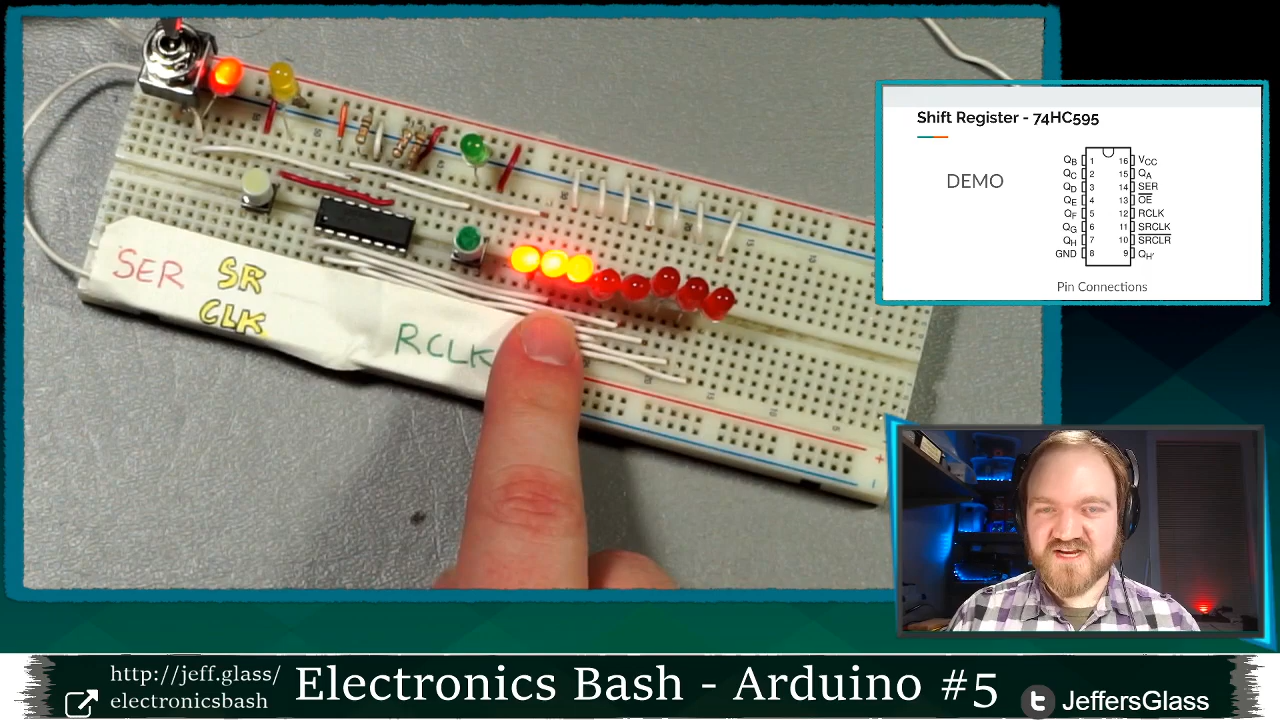 SER
SR
CLK
RCLK
Shift Register - 74HC595
DEMO
QB 1 16 VCC
QC 2 15 QA
QD 3 14 SER
QE 4 13 OE
QF 5 12 RCLK
QG 6 11 SRCLK
QH 7 10 SRCLR
GND 8 9 QH'
Pin Connections
http://jeff.glass/
electronicsbash
Electronics Bash - Arduino #5
JeffersGlass